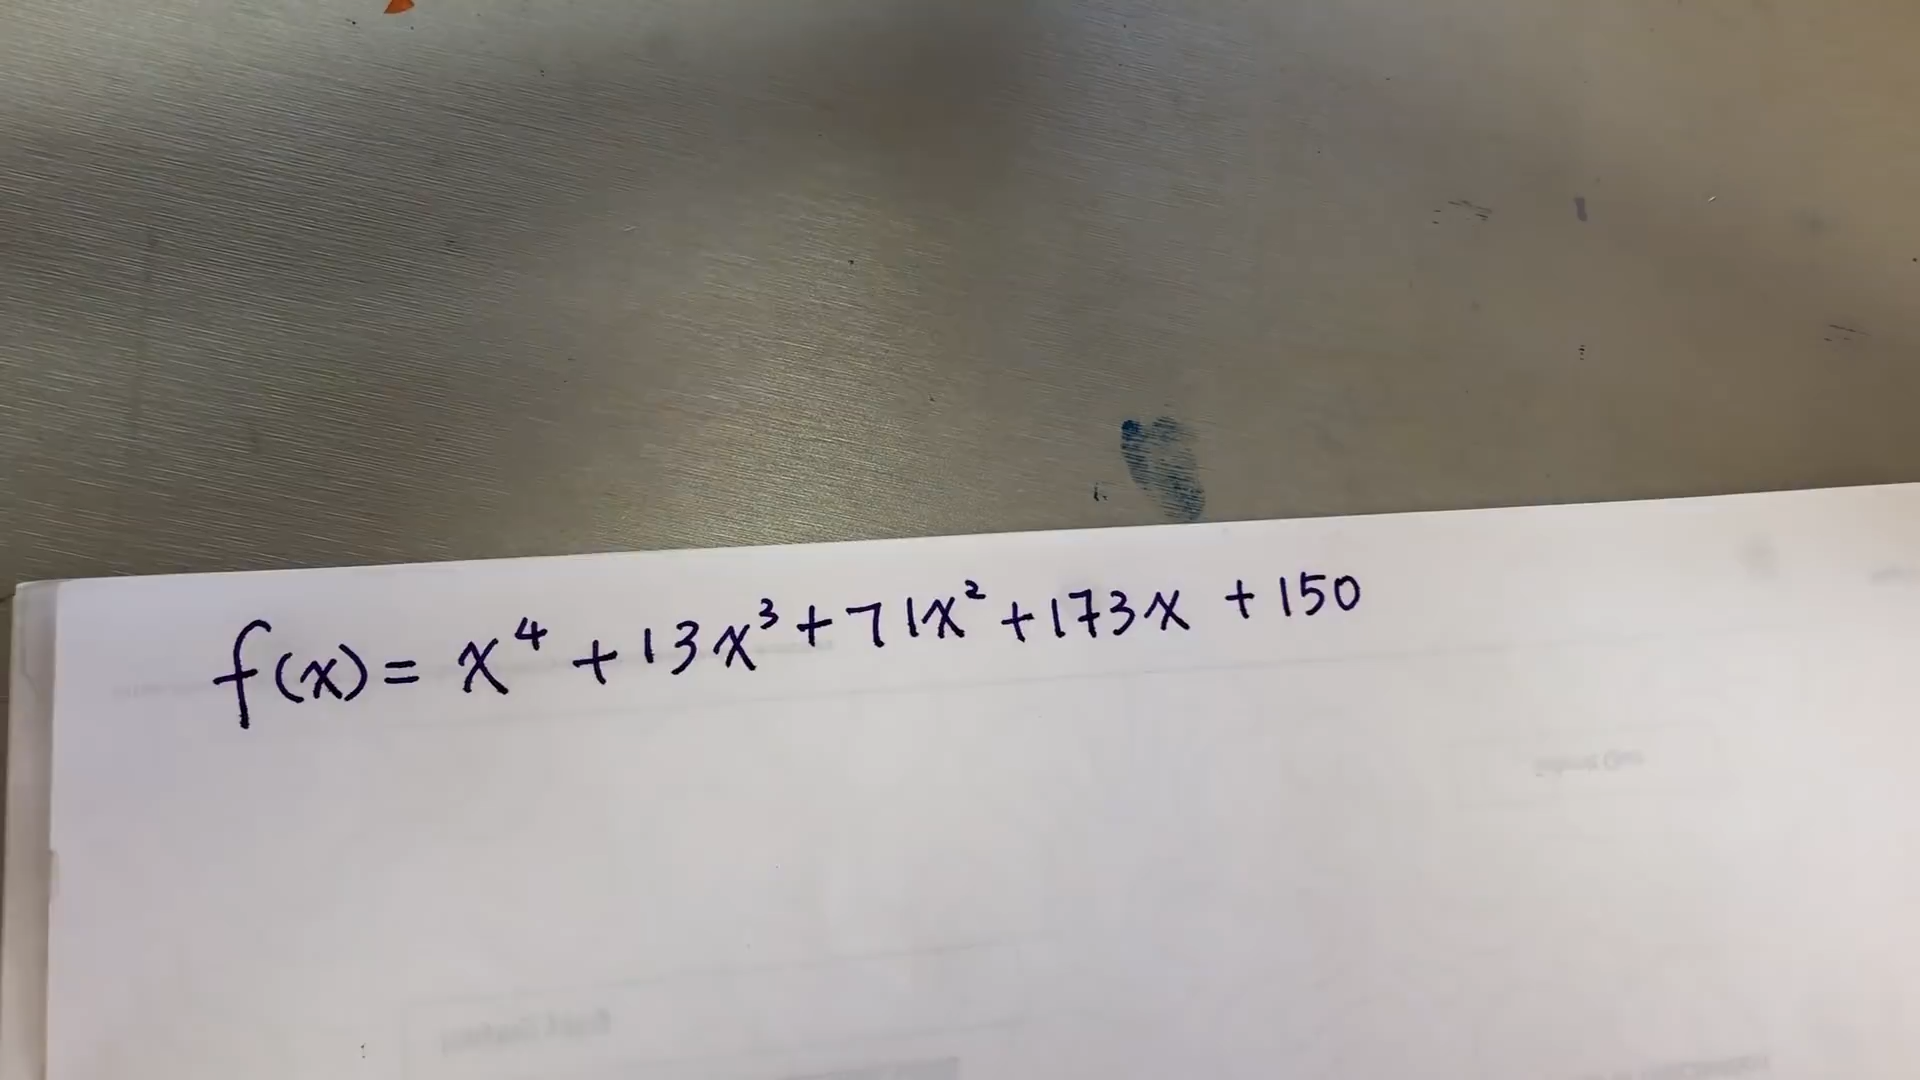 f(x) = x⁴ + 13x³ + 71x² + 173x + 150